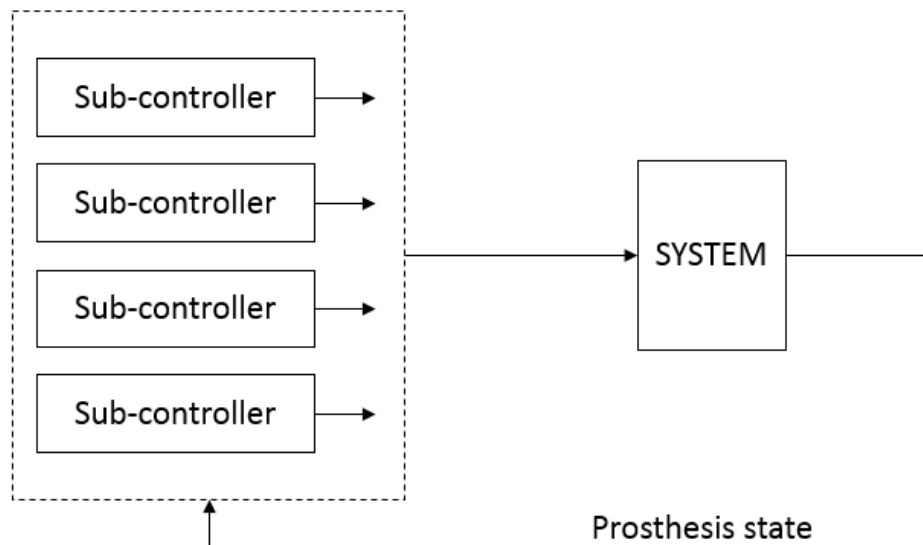 Sub-controller
Sub-controller
Sub-controller
Sub-controller
SYSTEM
Prosthesis state